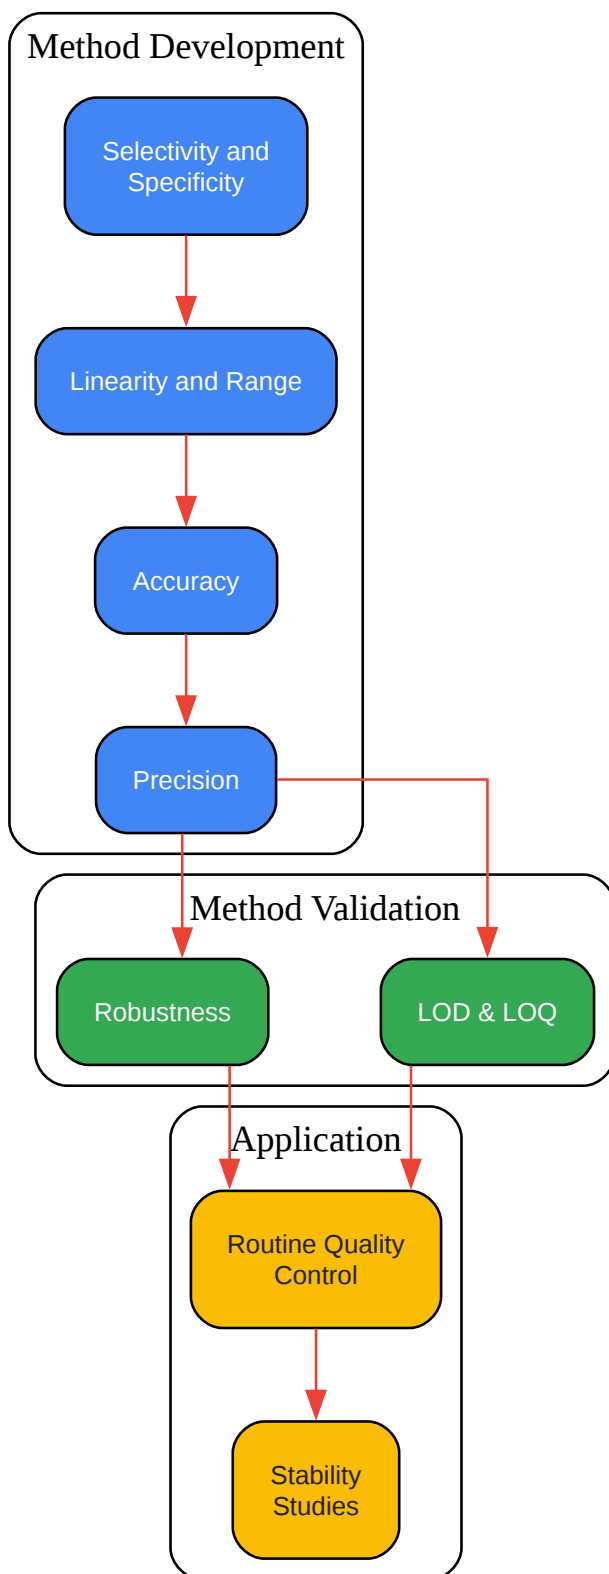 Method Development
Selectivity and
Specificity
Linearity and Range
Accuracy
Precision
Method Validation
Robustness
LOD & LOQ
Application
Routine Quality
Control
Stability
Studies